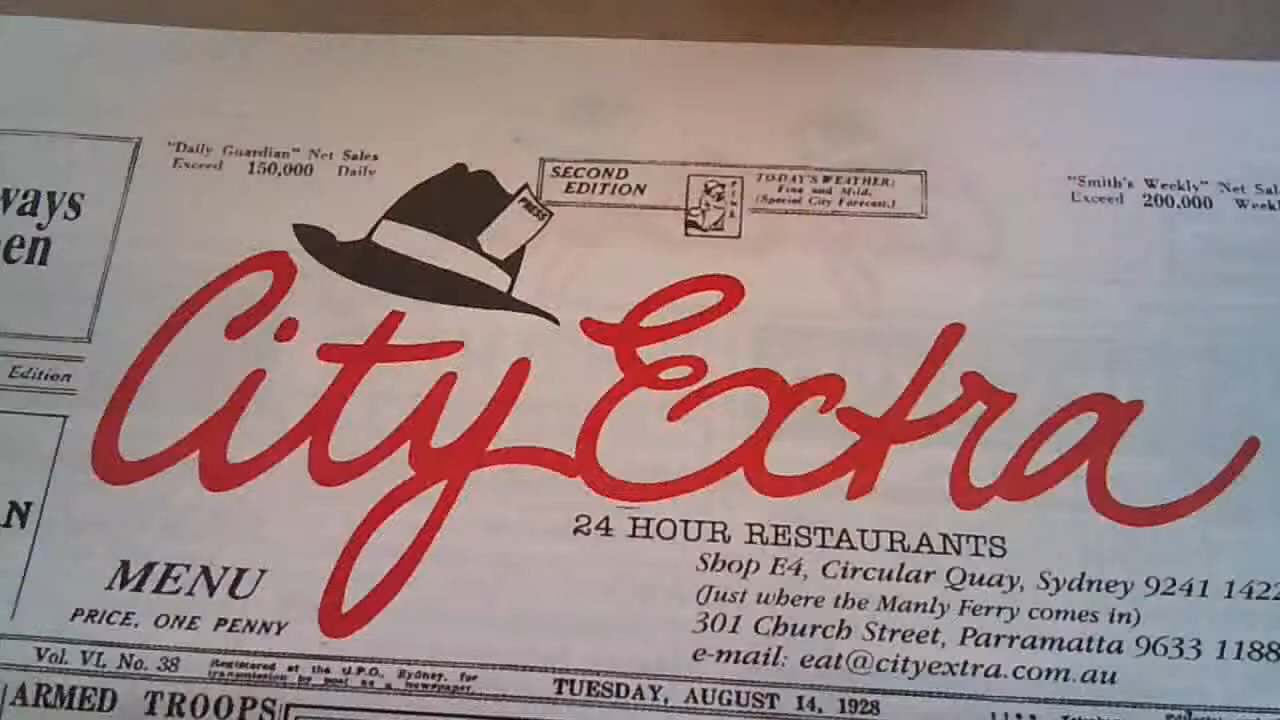 ways
en
"Daily Guardian" Net Sales
Exceed 150,000 Daily
PRESS
SECOND
EDITION
TO-DAY'S WEATHER:
Fine and Mild.
(Special City Forecast.)
"Smith's Weekly" Net Sal
Exceed 200,000 Weekl
City Extra
Edition
N
24 HOUR RESTAURANTS
Shop E4, Circular Quay, Sydney 9241 1422
(Just where the Manly Ferry comes in)
301 Church Street, Parramatta 9633 1188
e-mail: eat@cityextra.com.au
MENU
PRICE, ONE PENNY
Vol. VI, No. 38
Registered at the G.P.O., Sydney, for
transmission by post as a newspaper.
TUESDAY, AUGUST 14, 1928
ARMED TROOPS